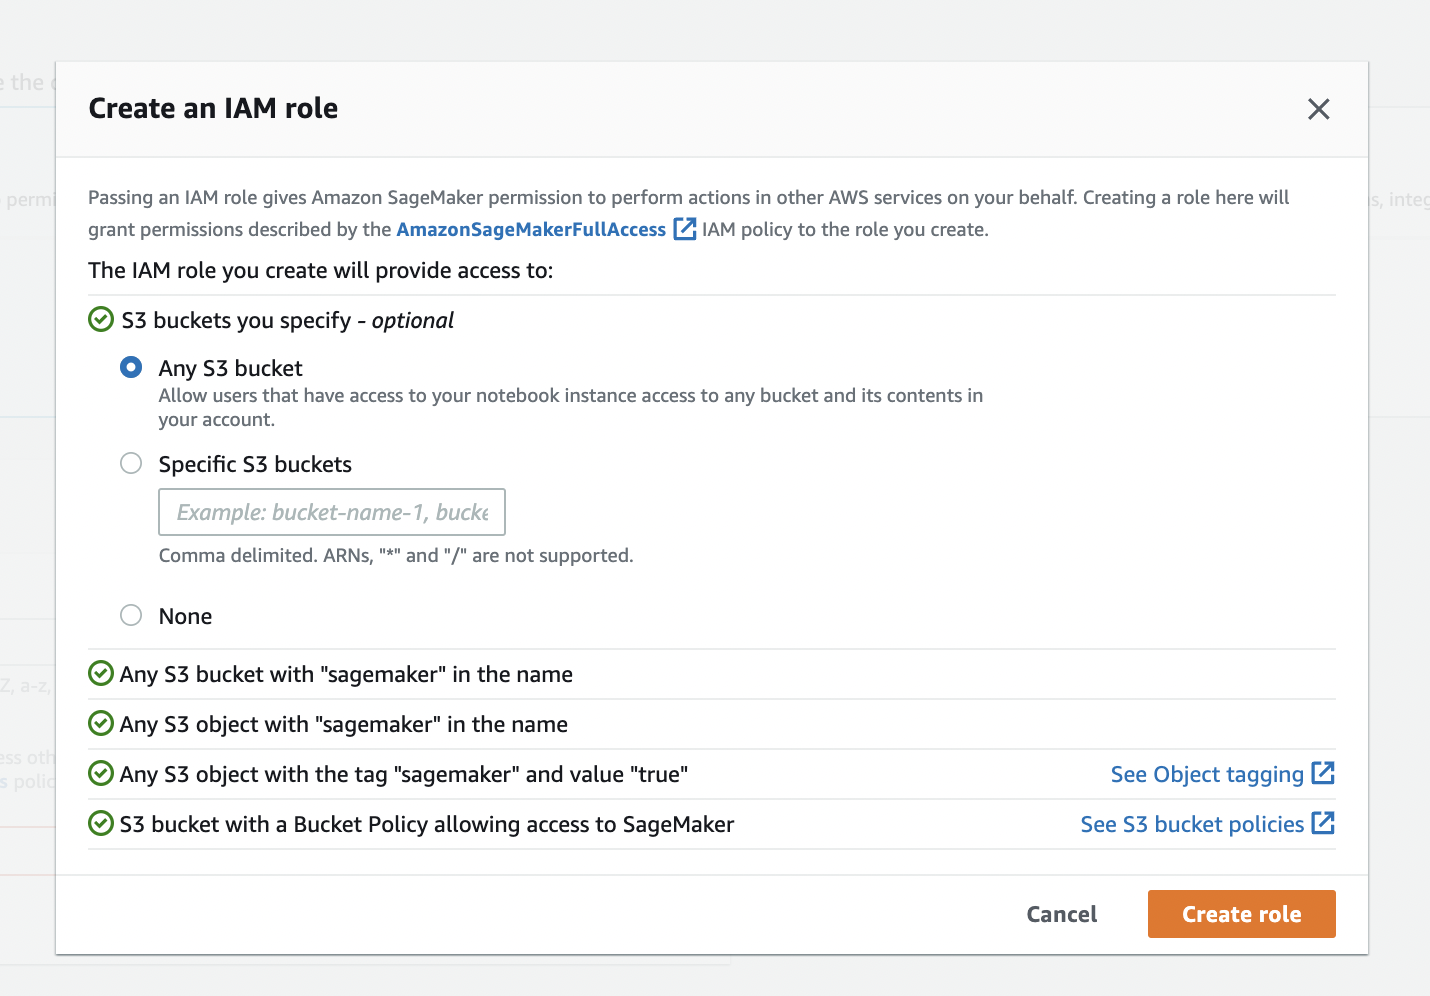 Create an IAM role
e the
Passing an IAM role gives Amazon SageMaker permission to perform actions in other AWS services on your behalf. Creating a role here will
permi
s, integ
grant permissions described by the AmazonSageMakerFullAccess IAM policy to the role you create.
The IAM role you create will provide access to:
S3 buckets you specify - optional
Any S3 bucket
Allow users that have access to your notebook instance access to any bucket and its contents in
your account.
Specific S3 buckets
Example: bucket-name-1, bucke
Comma delimited. ARNs, "*" and "/" are not supported.
None
Any S3 bucket with "sagemaker" in the name
Z, a-z,
Any S3 object with "sagemaker" in the name
ess oth
Any S3 object with the tag "sagemaker" and value "true" See Object tagging
s polic
S3 bucket with a Bucket Policy allowing access to SageMaker See S3 bucket policies
Cancel Create role